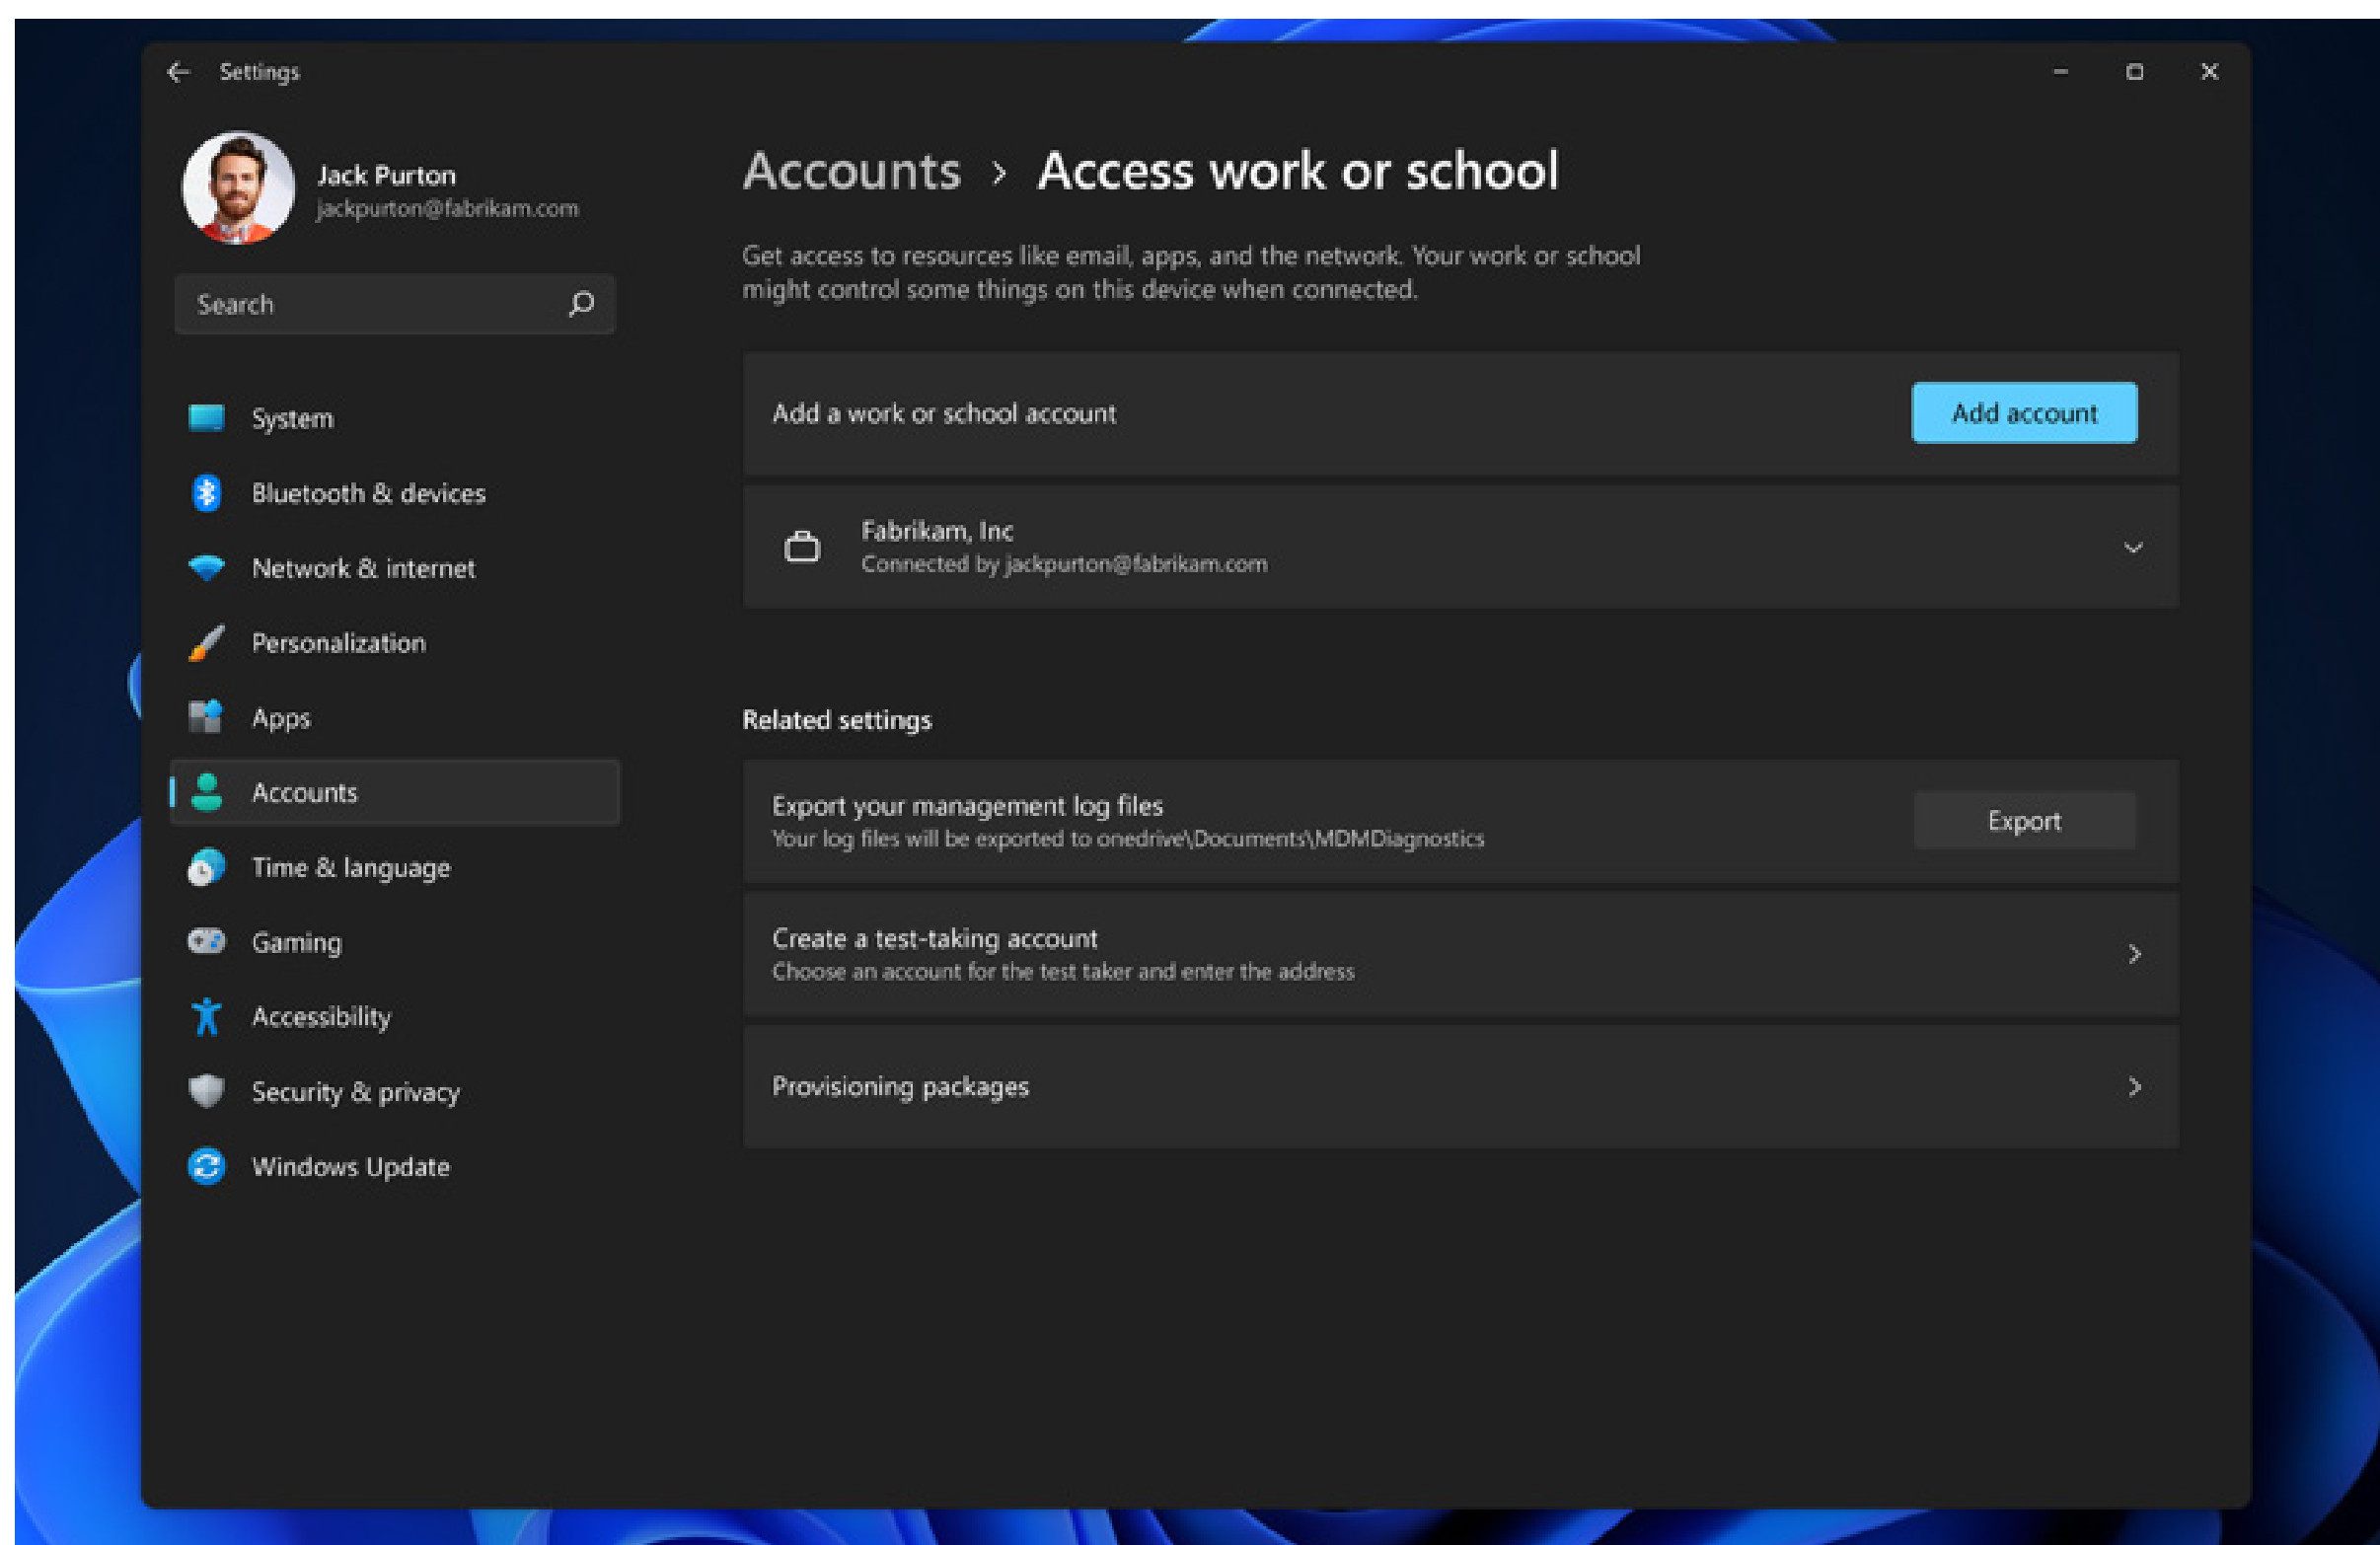 Settings
Jack Purton
jackpurton@fabrikam.com
Search
System
Bluetooth & devices
Network & internet
Personalization
Apps
Accounts
Time & language
Gaming
Accessibility
Security & privacy
Windows Update
Accounts > Access work or school
Get access to resources like email, apps, and the network. Your work or school
might control some things on this device when connected.
Add a work or school account
Add account
Fabrikam, Inc
Connected by jackpurton@fabrikam.com
Related settings
Export your management log files
Your log files will be exported to onedrive\Documents\MDMDiagnostics
Export
Create a test-taking account
Choose an account for the test taker and enter the address
Provisioning packages